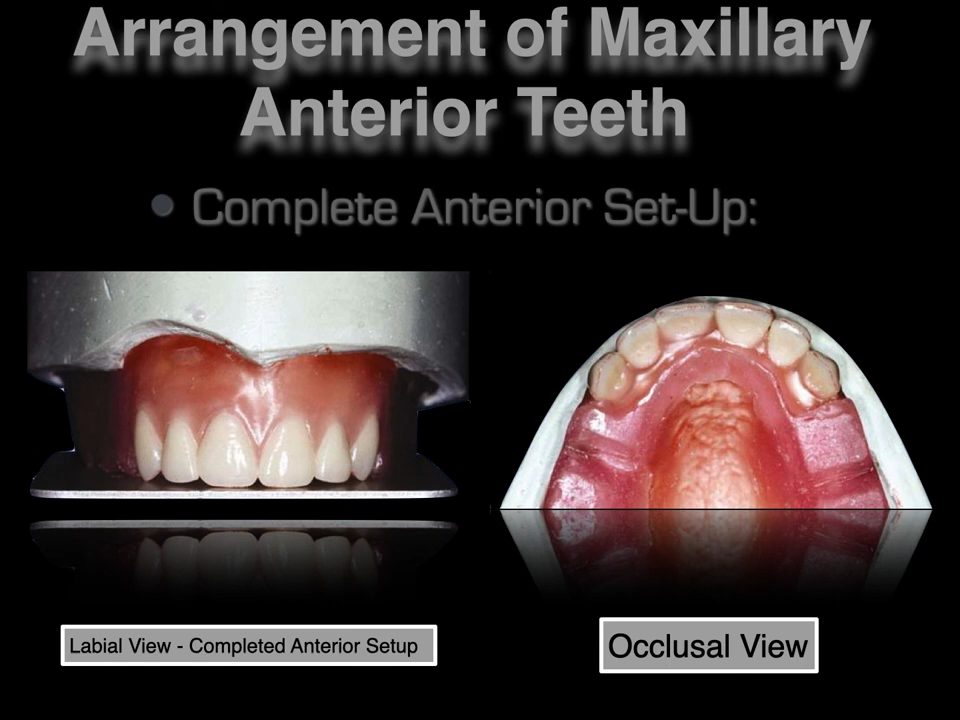 Arrangement of Maxillary
Anterior Teeth
• Complete Anterior Set-Up:
Labial View - Completed Anterior Setup
Occlusal View